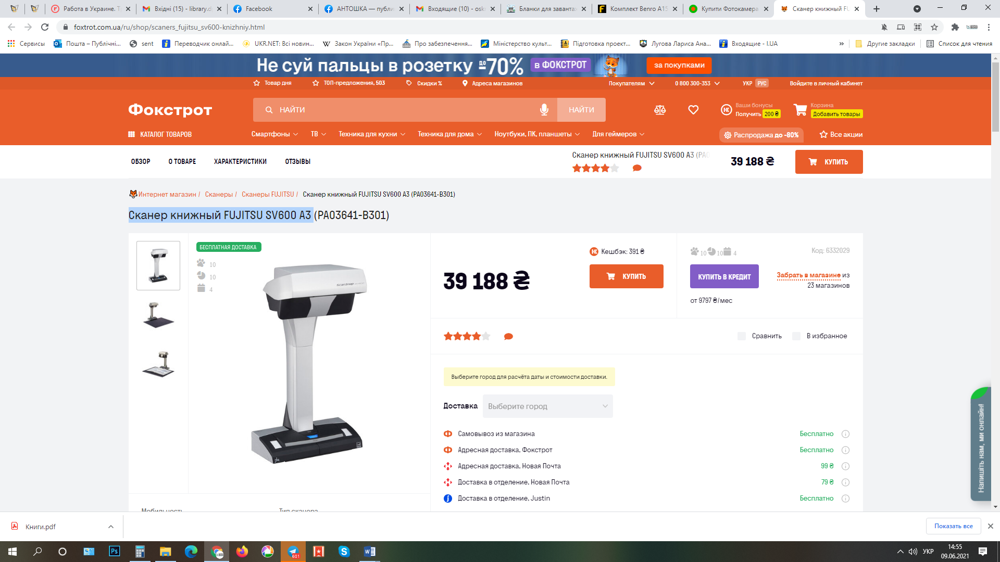 Работа в Украине. Т
Вхідні (15) - library.d
Facebook
АНТОШКА — публи
Входящие (10) - osk
Бланки для завантаж
Комплект Benro A15
Купити Фотокамера
Сканер книжный FU
foxtrot.com.ua/ru/shop/scaners_fujitsu_sv600-knizhniy.html
Сервисы
Пошта – Публічні...
sent
Переводчик онлай...
UKR.NET: Всі новин...
Закон України «Пр...
Про забезпечення...
Міністерство культ...
Підготовка проект...
Лугова Лариса Ана...
Входящие - I.UA
»
Другие закладки
Список для чтения
Не суй пальцы в розетку до -70% в ФОКСТРОТ
за покупками
Товар дня
ТОП-предложения, 503
Скидки %
Адреса магазинов
Покупателям
0 800 300-353
УКР РУС
Войдите в личный кабинет
Фокстрот
НАЙТИ
НАЙТИ
Ваши бонусы
Получить 200 ₴
Корзина
Добавить товары
КАТАЛОГ ТОВАРОВ
Смартфоны
ТВ
Техника для кухни
Техника для дома
Ноутбуки, ПК, планшеты
Для геймеров
Распродажа до -80%
Все акции
ОБЗОР
О ТОВАРЕ
ХАРАКТЕРИСТИКИ
ОТЗЫВЫ
Сканер книжный FUJITSU SV600 A3 (PA0
39 188 ₴
КУПИТЬ
Интернет магазин / Сканеры / Сканеры FUJITSU / Сканер книжный FUJITSU SV600 A3 (PA03641-B301)
Сканер книжный FUJITSU SV600 A3 (PA03641-B301)
БЕСПЛАТНАЯ ДОСТАВКА
10
10
4
ScanSnap
39 188 ₴
Кешбэк: 391 ₴
КУПИТЬ
10 10 4
Код: 6332029
КУПИТЬ В КРЕДИТ
Забрать в магазине из
23 магазинов
от 9797 ₴/мес
Сравнить
В избранное
Выберите город для расчёта даты и стоимости доставки.
Доставка
Выберите город
Самовывоз из магазина Бесплатно
Адресная доставка, Фокстрот Бесплатно
Адресная доставка, Новая Почта 99 ₴
Доставка в отделение, Новая Почта 79 ₴
Доставка в отделение, Justin Бесплатно
Напишіть нам, ми онлайн!
Мобильность
Тип сканера
Книги.pdf
Показать все
Ps
601
УКР
14:55
09.06.2021